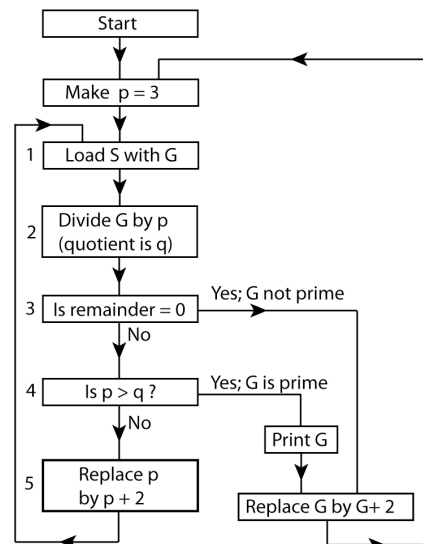 Start
Make p = 3
1 Load S with G
2 Divide G by p
(quotient is q)
3 Is remainder = 0
Yes; G not prime
No
4 Is p > q ?
Yes; G is prime
No
Print G
5 Replace p
by p + 2
Replace G by G+ 2